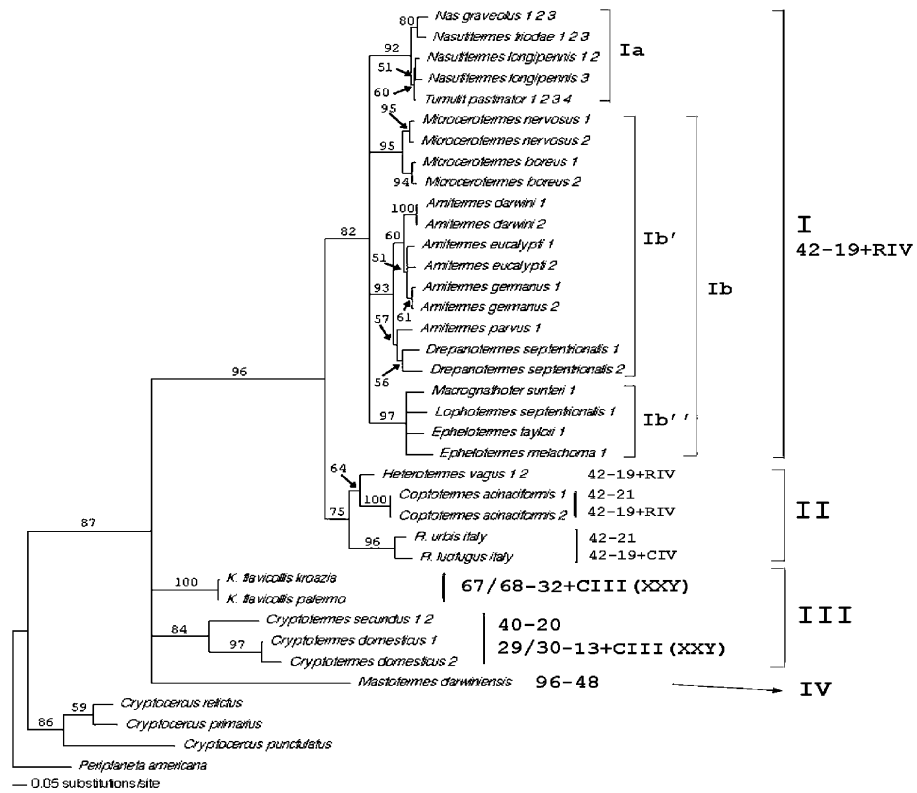 Nas graveolus 1 2 3
80
Nasutitermes triodae 1 2 3
92
Ia
Nasutitermes longipennis 1 2
51
Nasutitermes longipennis 3
60
Tumulit pastinator 1 2 3 4
95
Microcerotermes nervosus 1
Microcerotermes nervosus 2
95
Microcerotermes boreus 1
94
Microcerotermes boreus 2
Amitermes darwini 1
100
Amitermes darwini 2
I
82
60
Amitermes eucalypti 1
Ib'
42-19+RIV
51
Amitermes eucalypti 2
93
Amitermes germanus 1
Ib
Amitermes germanus 2
57
61
Amitermes parvus 1
Drepanotermes septentrionalis 1
96
Drepanotermes septentrionalis 2
56
Macrognathoter sunteri 1
97
Lophotermes septentrionalis 1
Ib''
Ephelotermes taylori 1
Ephelotermes melachoma 1
64
Heterotermes vagus 1 2
42-19+RIV
100
Coptotermes acinaciformis 1
42-21
75
Coptotermes acinaciformis 2
42-19+RIV
II
87
R. urbis italy
42-21
96
R. lucifugus italy
42-19+CIV
100
K. flavicollis kroazia
67/68-32+CIII(XXY)
K. flavicollis palermo
III
Cryptotermes secundus 1 2
40-20
84
97
Cryptotermes domesticus 1
29/30-13+CIII(XXY)
Cryptotermes domesticus 2
Mastotermes darwiniensis
96-48
IV
59
Cryptocercus relictus
86
Cryptocercus primarius
Cryptocercus punctulatus
Periplaneta americana
0.05 substitutions/site